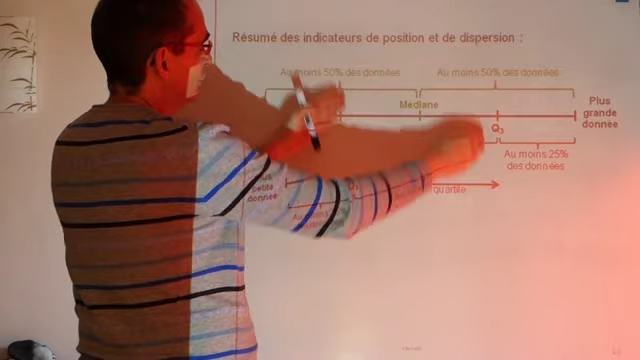 Résumé des indicateurs de position et de dispersion :
Au moins 50% des données
Au moins 50% des données
Médiane
Plus
grande
donnée
Q₃
Au moins 25%
des données
petite
donnée
quartile